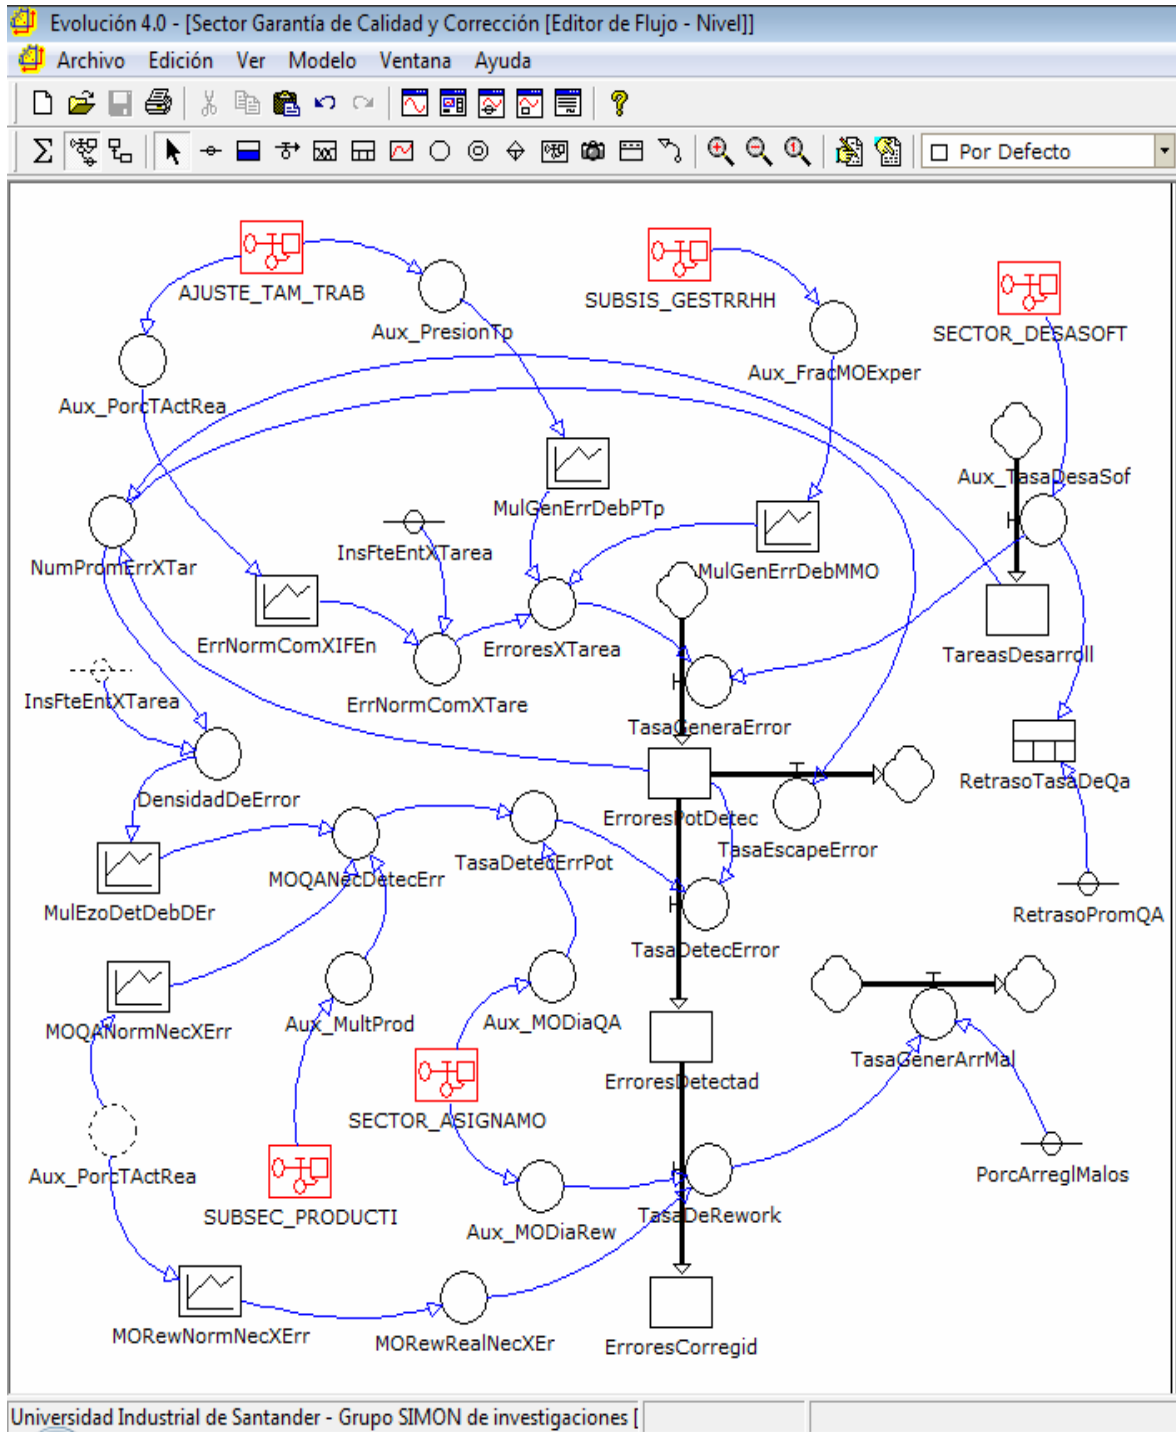 Evolución 4.0 - [Sector Garantía de Calidad y Corrección [Editor de Flujo - Nivel]]
Archivo Edición Ver Modelo Ventana Ayuda
Por Defecto
AJUSTE_TAM_TRAB
SUBSIS_GESTRRHH
SECTOR_DESASOFT
Aux_PresionTp
Aux_FracMOExper
Aux_PorcTActRea
Aux_TasaDesaSof
MulGenErrDebPTp
InsFteEntXTarea
NumPromErrXTar
MulGenErrDebMMO
ErrNormComXIFEn
ErroresXTarea
TareasDesarroll
InsFteEntXTarea
ErrNormComXTare
TasaGeneraError
RetrasoTasaDeQa
DensidadDeError
ErroresPotDetec
TasaEscapeError
TasaDetecErrPot
MOQANecDetecErr
MulEzoDetDebDEr
RetrasoPromQA
TasaDetecError
MOQANormNecXErr
Aux_MultProd
Aux_MODiaQA
TasaGenerArrMal
ErroresDetectad
SECTOR_ASIGNAMO
Aux_PorcTActRea
PorcArreglMalos
SUBSEC_PRODUCTI
TasaDeRework
Aux_MODiaRew
MORewNormNecXErr
MORewRealNecXEr
ErroresCorregid
Universidad Industrial de Santander - Grupo SIMON de investigaciones [